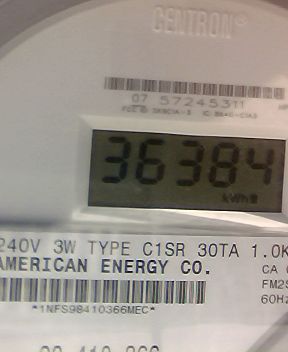 CENTRON®
07 57245311
36384
kWh
240V 3W TYPE C1SR 30TA 1.0K
AMERICAN ENERGY CO.
CA
FM2S
60Hz
*1NFS98410366MEC*